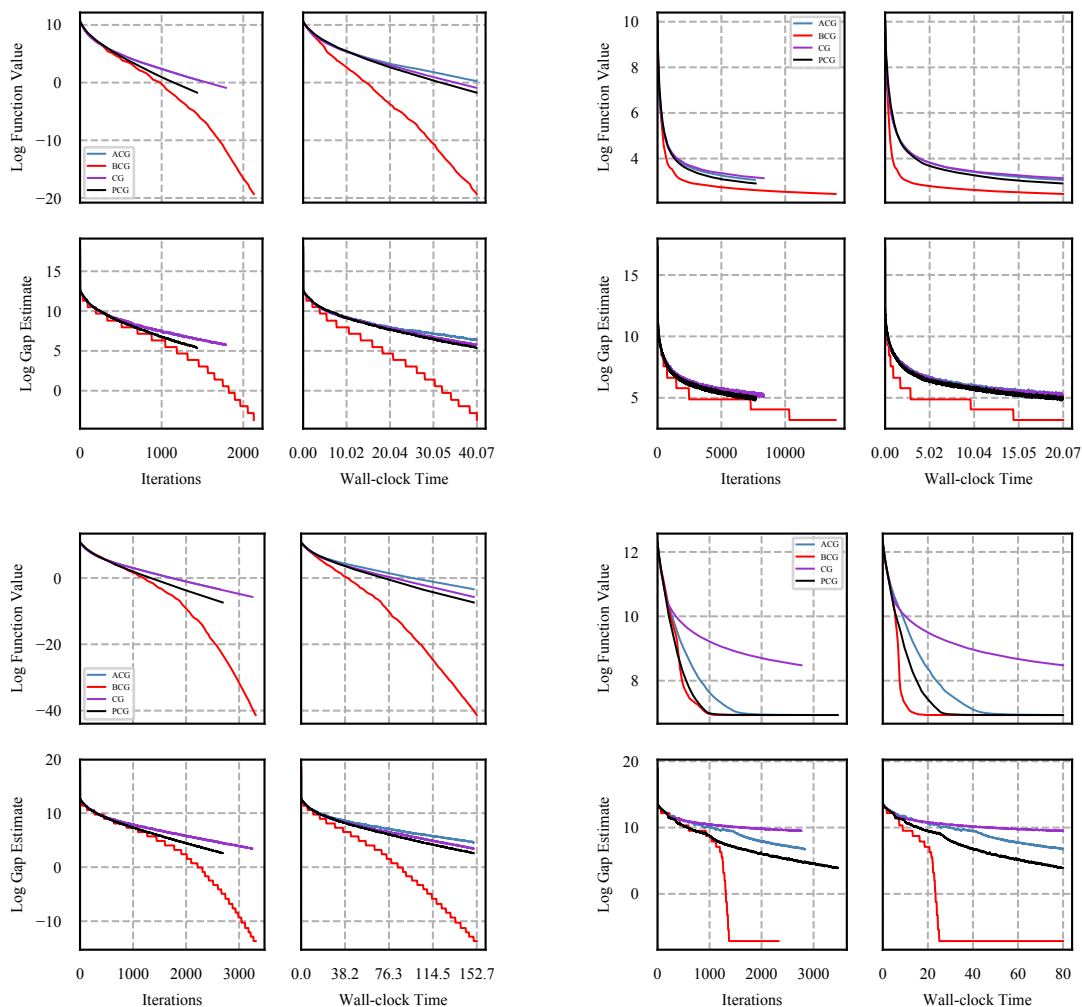 10
0
−10
−20
Log Function Value
ACG
BCG
CG
PCG
15
10
5
0
Log Gap Estimate
0 1000 2000
Iterations
0.00 10.02 20.04 30.05 40.07
Wall-clock Time
10
8
6
4
Log Function Value
ACG
BCG
CG
PCG
15
10
5
Log Gap Estimate
0 5000 10000
Iterations
0.00 5.02 10.04 15.05 20.07
Wall-clock Time
0
−20
−40
Log Function Value
ACG
BCG
CG
PCG
20
10
0
−10
Log Gap Estimate
0 1000 2000 3000
Iterations
0.0 38.2 76.3 114.5 152.7
Wall-clock Time
12
10
8
Log Function Value
ACG
BCG
CG
PCG
20
10
0
Log Gap Estimate
0 1000 2000 3000
Iterations
0 20 40 60 80
Wall-clock Time